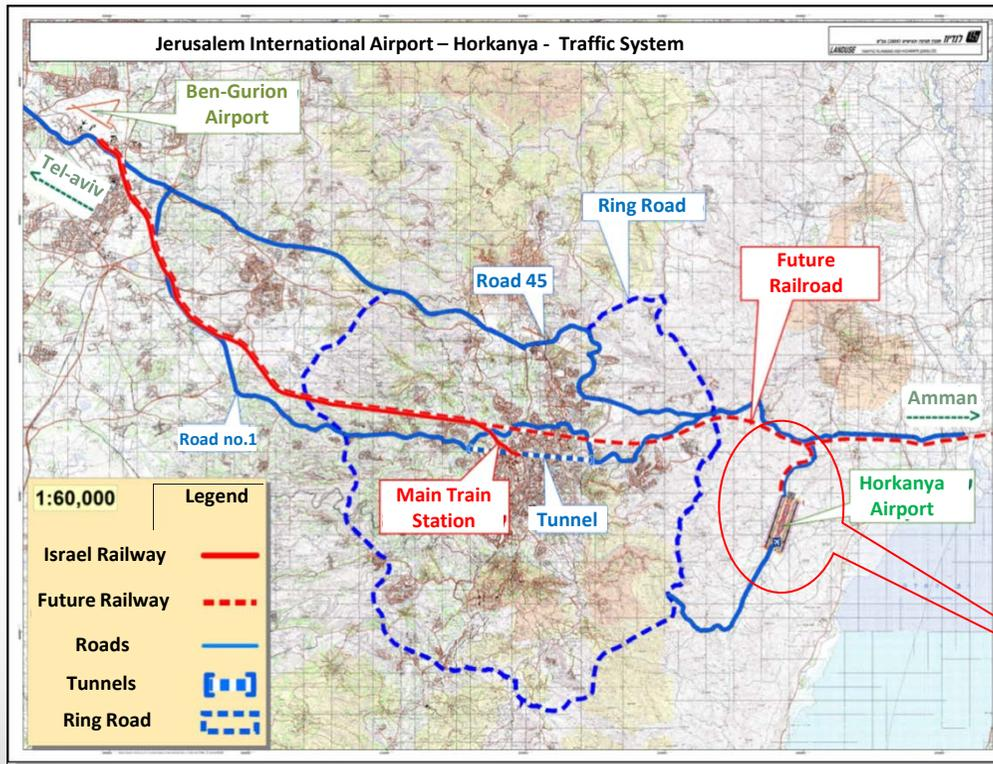 Jerusalem International Airport – Horkanya - Traffic System
LANDUSE
Ben-Gurion
Airport
Tel-aviv
Ring Road
Road 45
Future
Railroad
Amman
Road no.1
Main Train
Station
Tunnel
Horkanya
Airport
1:60,000
Legend
Israel Railway
Future Railway
Roads
Tunnels
Ring Road